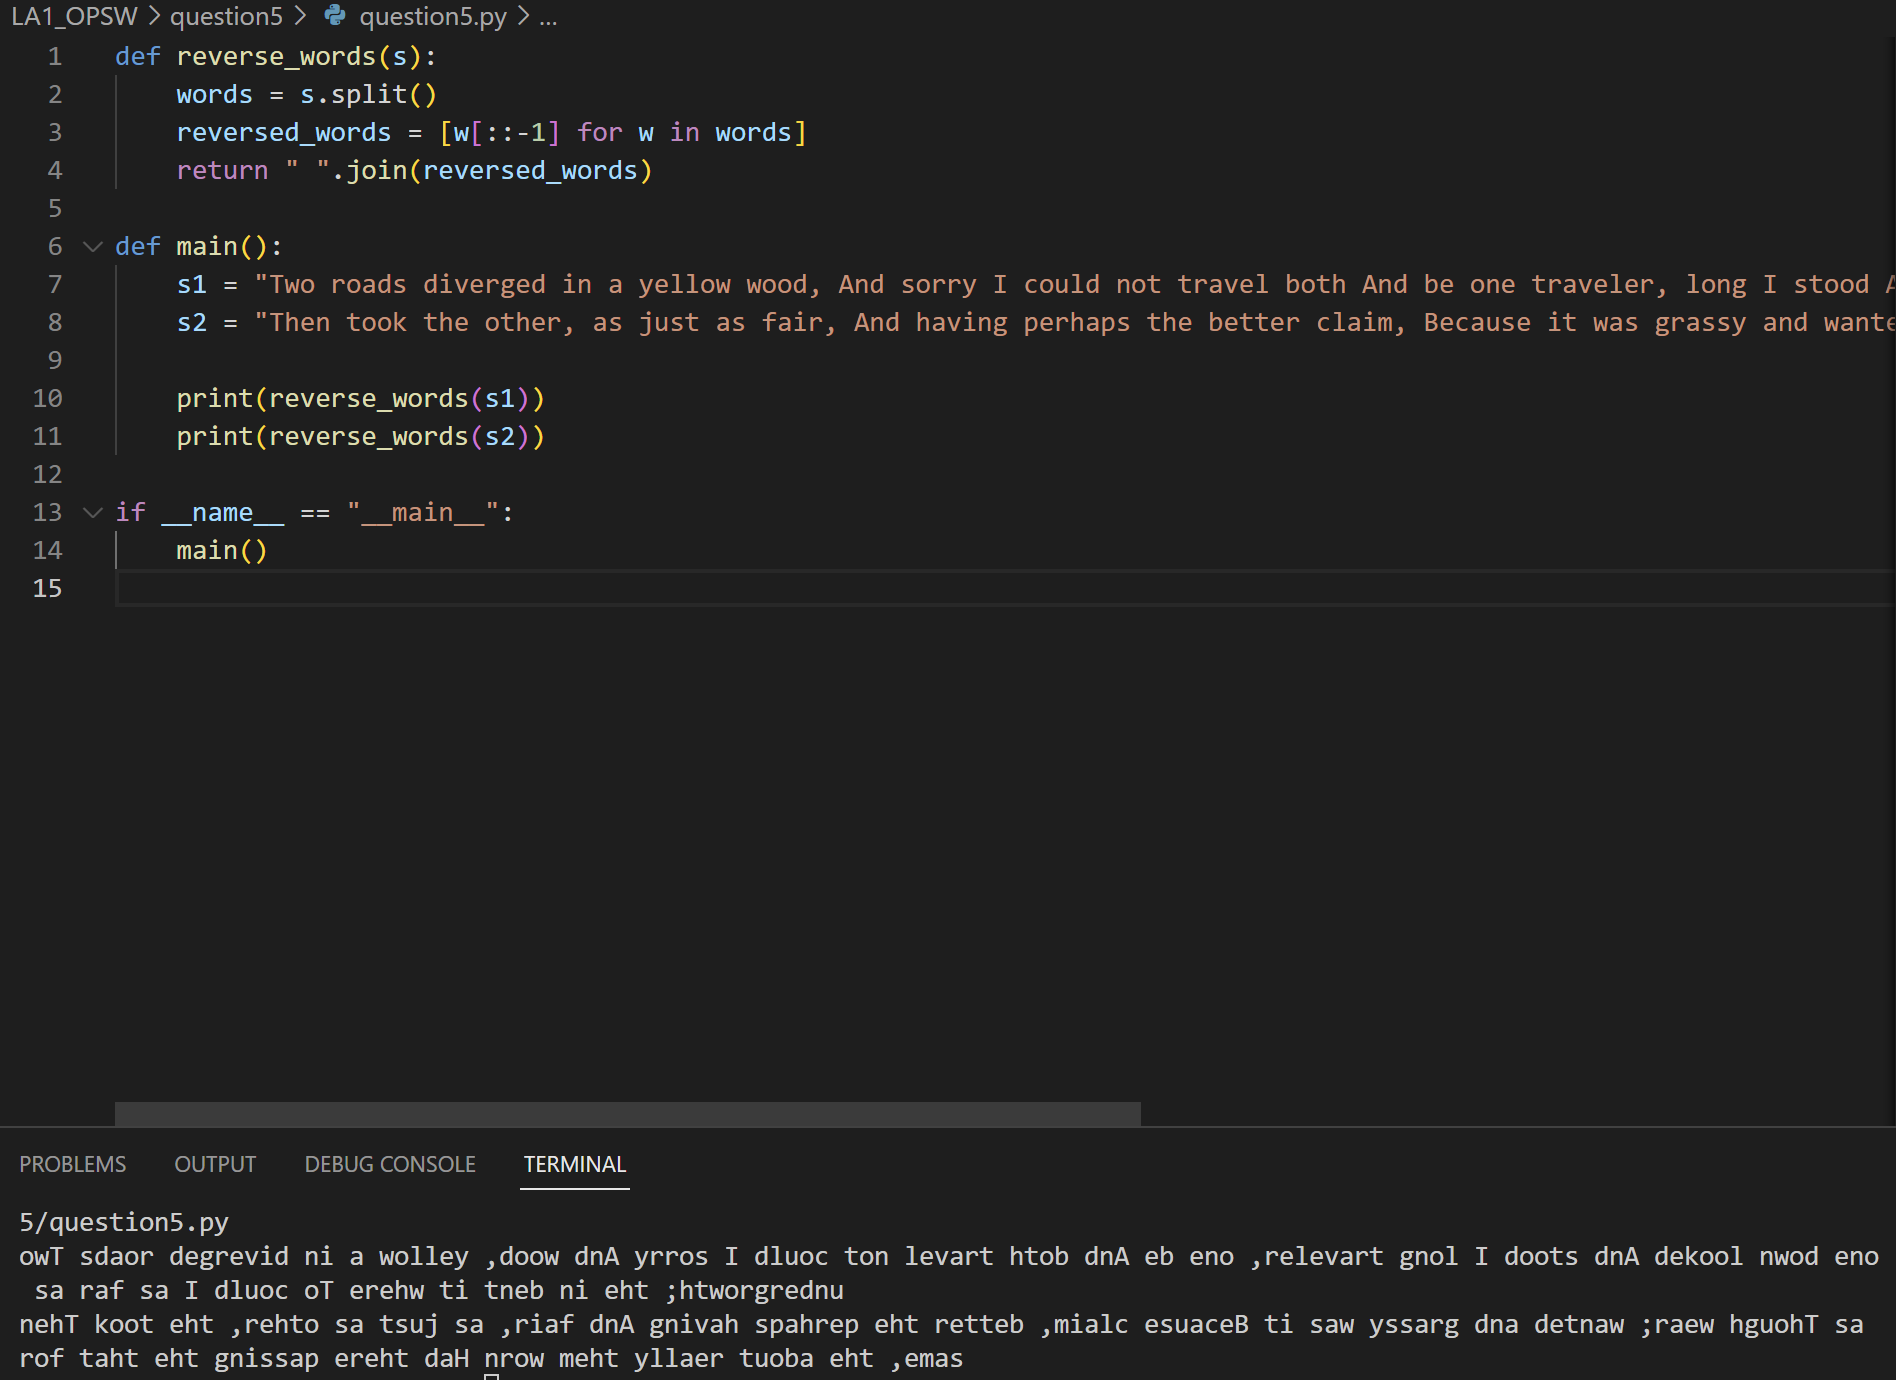 LA1_OPSW > question5 > question5.py > ...
1 def reverse_words(s):
2     words = s.split()
3     reversed_words = [w[::-1] for w in words]
4     return " ".join(reversed_words)
5
6 def main():
7     s1 = "Two roads diverged in a yellow wood, And sorry I could not travel both And be one traveler, long I stood
8     s2 = "Then took the other, as just as fair, And having perhaps the better claim, Because it was grassy and
9
10     print(reverse_words(s1))
11     print(reverse_words(s2))
12
13 if __name__ == "__main__":
14     main()
15
PROBLEMS OUTPUT DEBUG CONSOLE TERMINAL
5/question5.py
owT sdaor degrevid ni a wolley ,doow dnA yrros I dluoc ton levart htob dnA eb eno ,relevart gnol I doots dnA dekool nwod eno
 sa raf sa I dluoc oT erehw ti tneb ni eht ;htworgrednu
nehT koot eht ,rehto sa tsuj sa ,riaf dnA gnivah spahrep eht retteb ,mialc esuaceB ti saw yssarg dna detnaw ;raew hguohT sa
rof taht eht gnissap ereht daH nrow meht yllaer tuoba eht ,emas